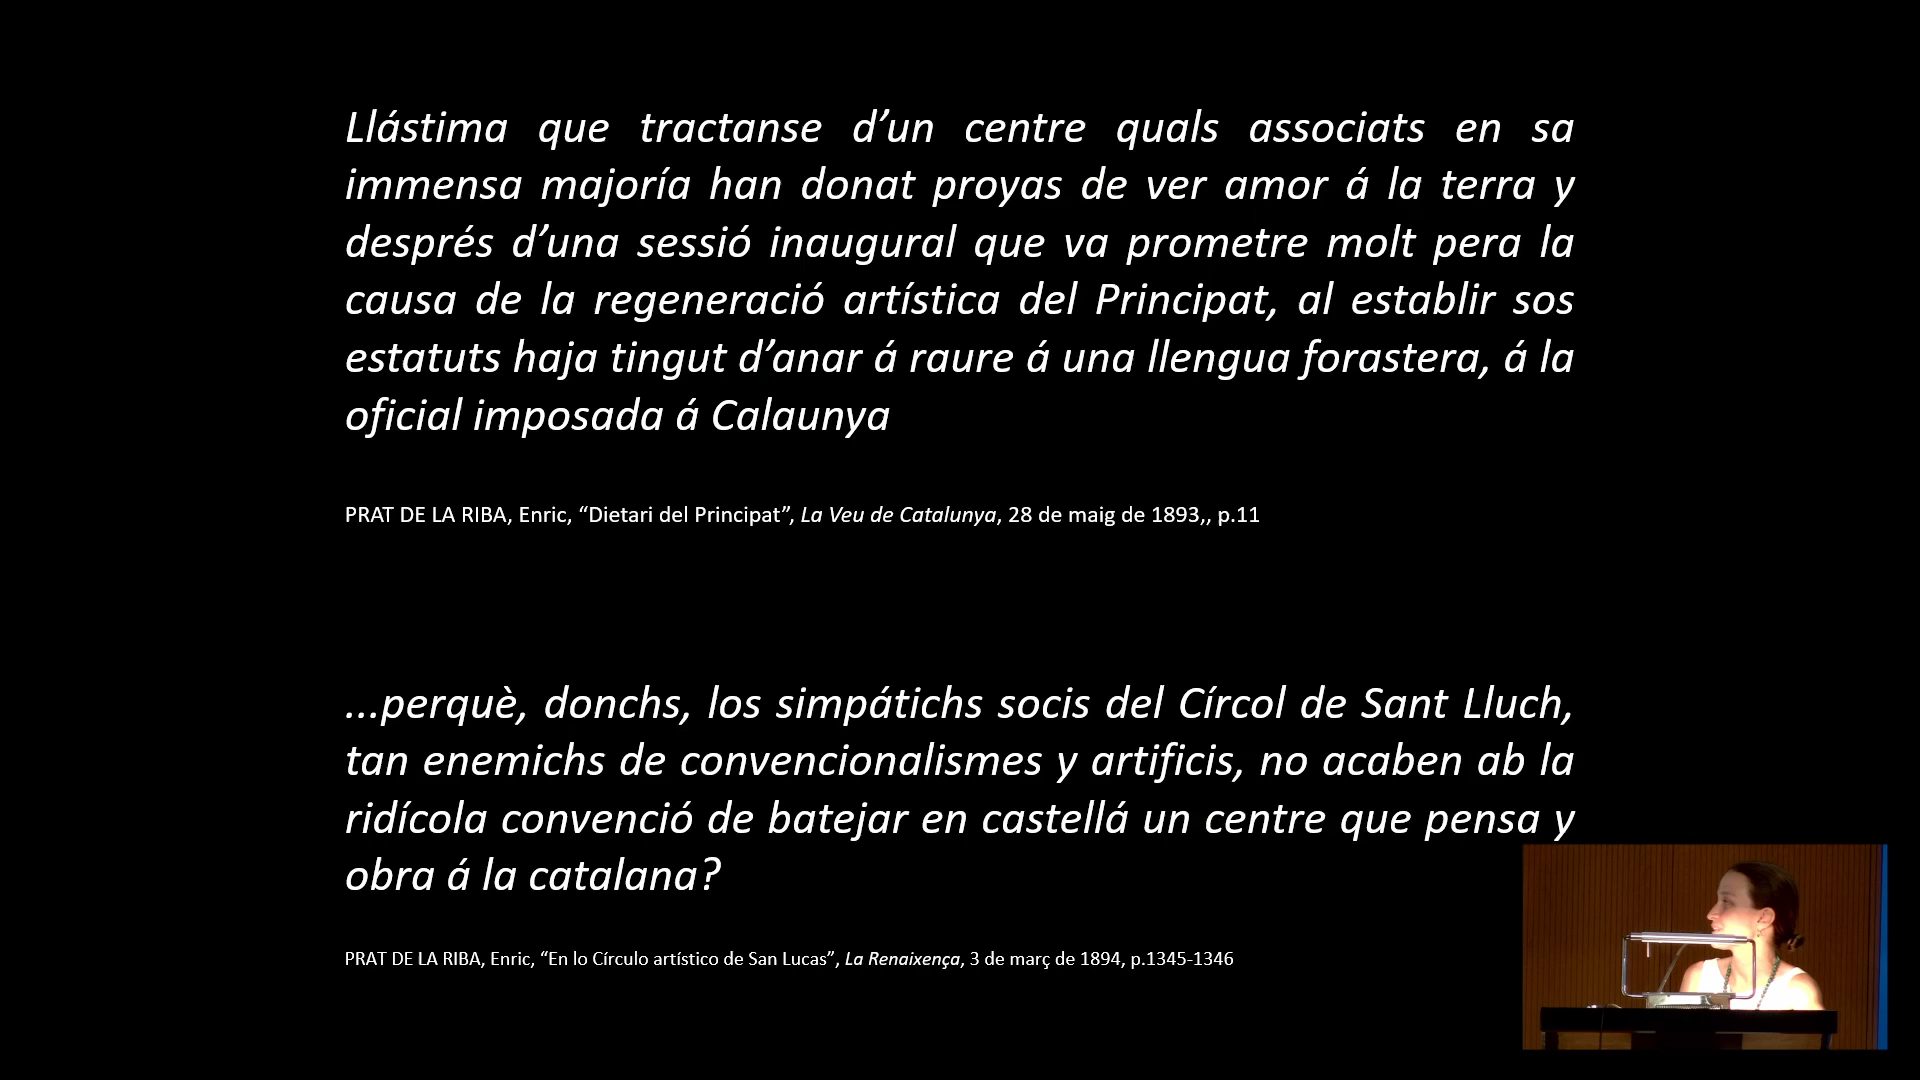 Llástima que tractanse d’un centre quals associats en sa
immensa majoría han donat proyas de ver amor á la terra y
després d’una sessió inaugural que va prometre molt pera la
causa de la regeneració artística del Principat, al establir sos
estatuts haja tingut d’anar á raure á una llengua forastera, á la
oficial imposada á Calaunya
PRAT DE LA RIBA, Enric, “Dietari del Principat”, La Veu de Catalunya, 28 de maig de 1893,, p.11
...perquè, donchs, los simpátichs socis del Círcol de Sant Lluch,
tan enemichs de convencionalismes y artificis, no acaben ab la
ridícola convenció de batejar en castellá un centre que pensa y
obra á la catalana?
PRAT DE LA RIBA, Enric, “En lo Círculo artístico de San Lucas”, La Renaixença, 3 de març de 1894, p.1345-1346